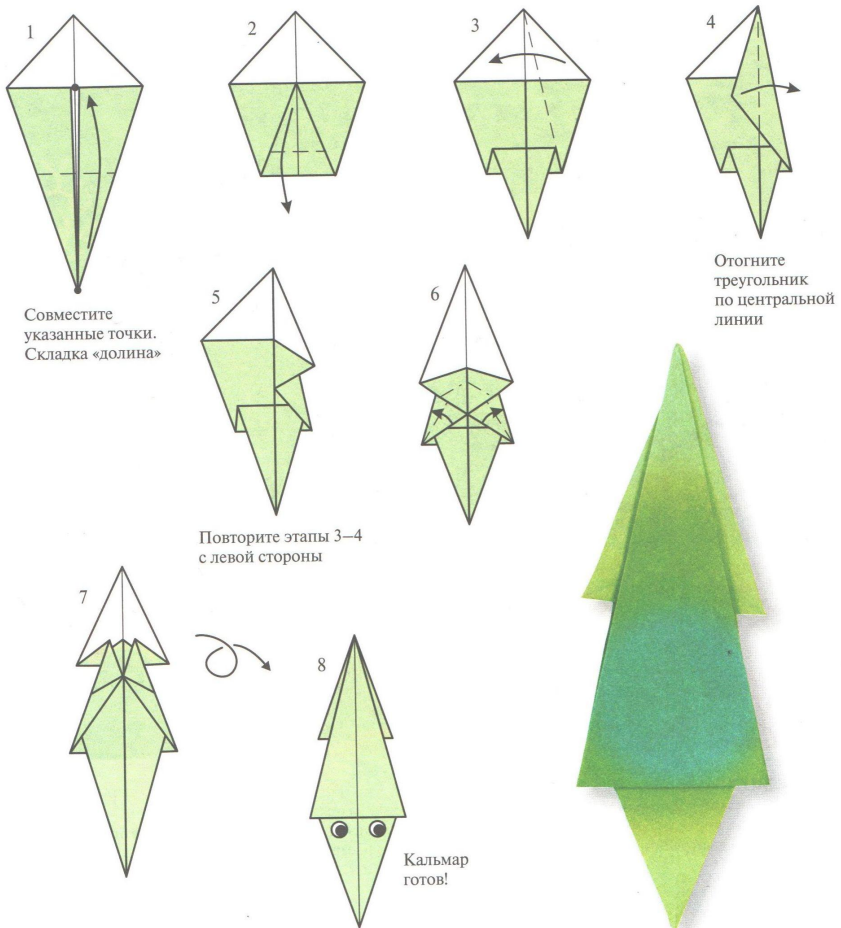 1
2
3
4
Совместите
указанные точки.
Складка «долина»
Отогните
треугольник
по центральной
линии
5
6
Повторите этапы 3–4
с левой стороны
7
8
Кальмар
готов!